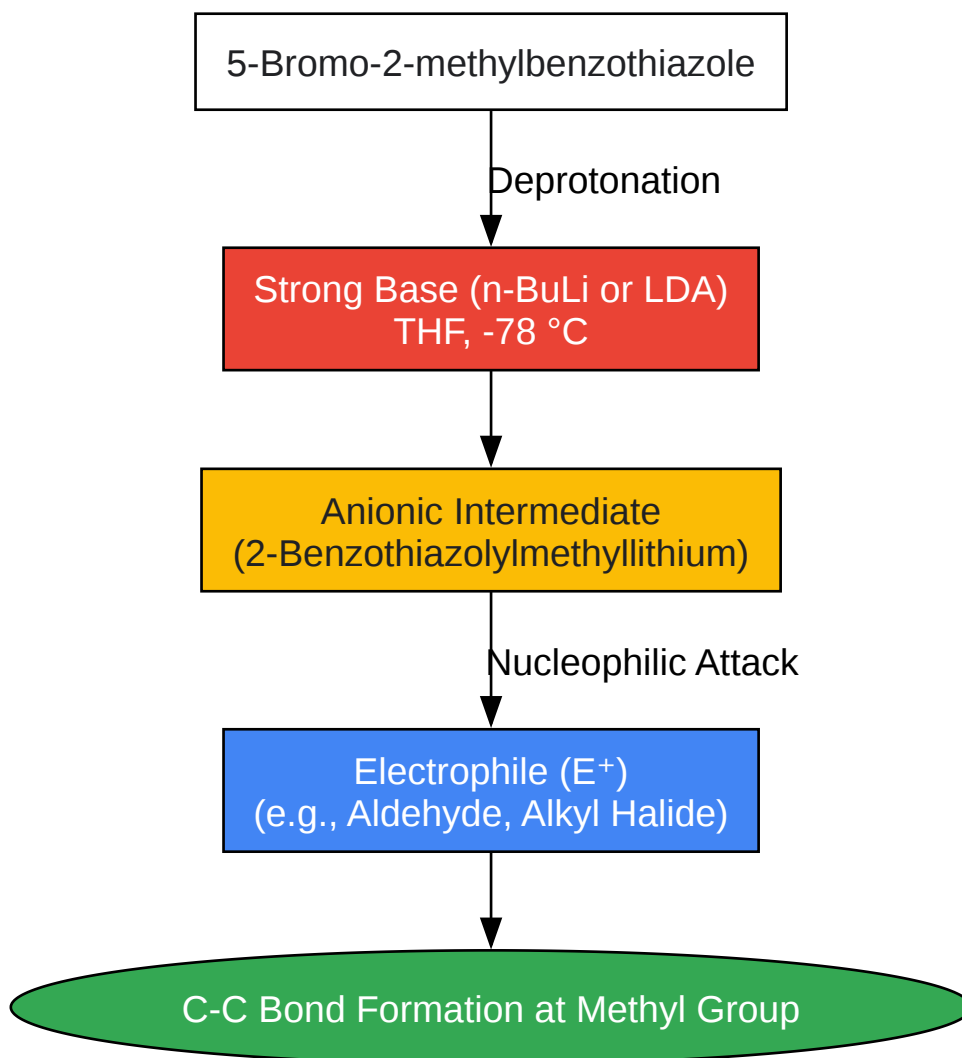 5-Bromo-2-methylbenzothiazole
Deprotonation
Strong Base (n-BuLi or LDA)
THF, -78 °C
Anionic Intermediate
(2-Benzothiazolylmethyllithium)
Nucleophilic Attack
Electrophile (E⁺)
(e.g., Aldehyde, Alkyl Halide)
C-C Bond Formation at Methyl Group